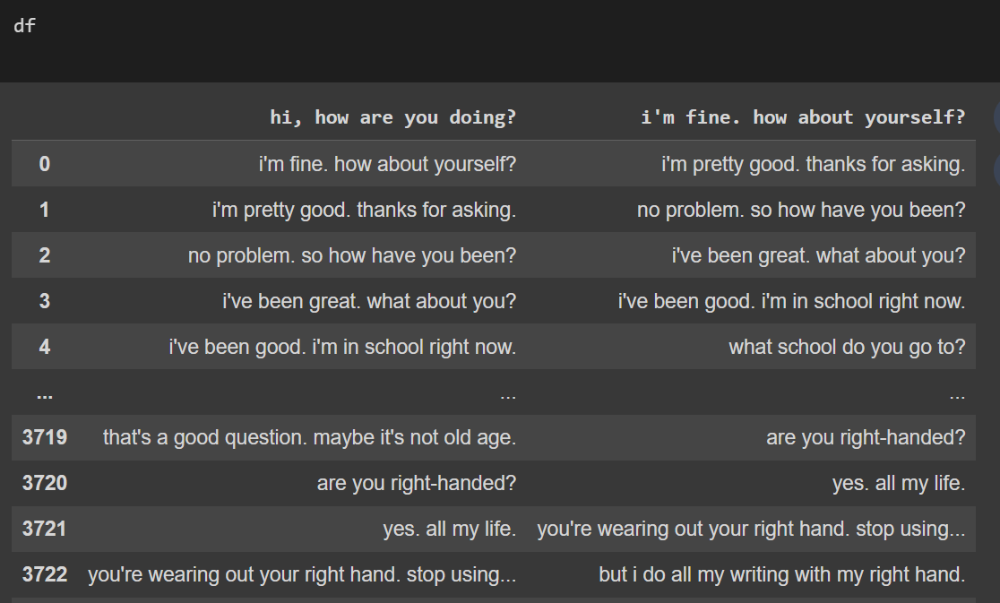 df
hi, how are you doing? i'm fine. how about yourself?
0 i'm fine. how about yourself? i'm pretty good. thanks for asking.
1 i'm pretty good. thanks for asking. no problem. so how have you been?
2 no problem. so how have you been? i've been great. what about you?
3 i've been great. what about you? i've been good. i'm in school right now.
4 i've been good. i'm in school right now. what school do you go to?
... ... ...
3719 that's a good question. maybe it's not old age. are you right-handed?
3720 are you right-handed? yes. all my life.
3721 yes. all my life. you're wearing out your right hand. stop using...
3722 you're wearing out your right hand. stop using... but i do all my writing with my right hand.